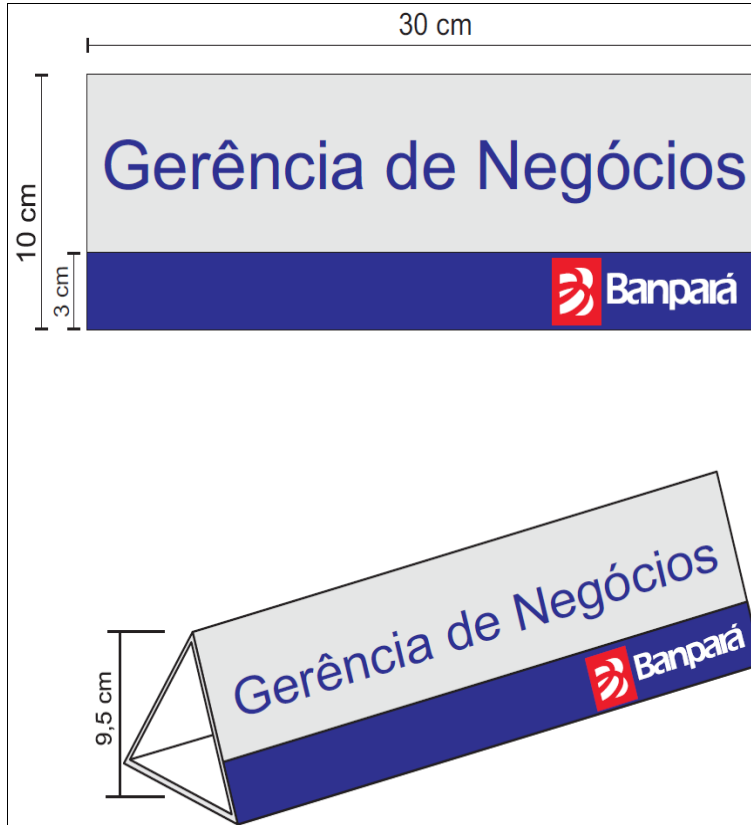 30 cm
10 cm
Gerência de Negócios
3 cm
Banpará
9,5 cm
Gerência de Negócios
Banpará